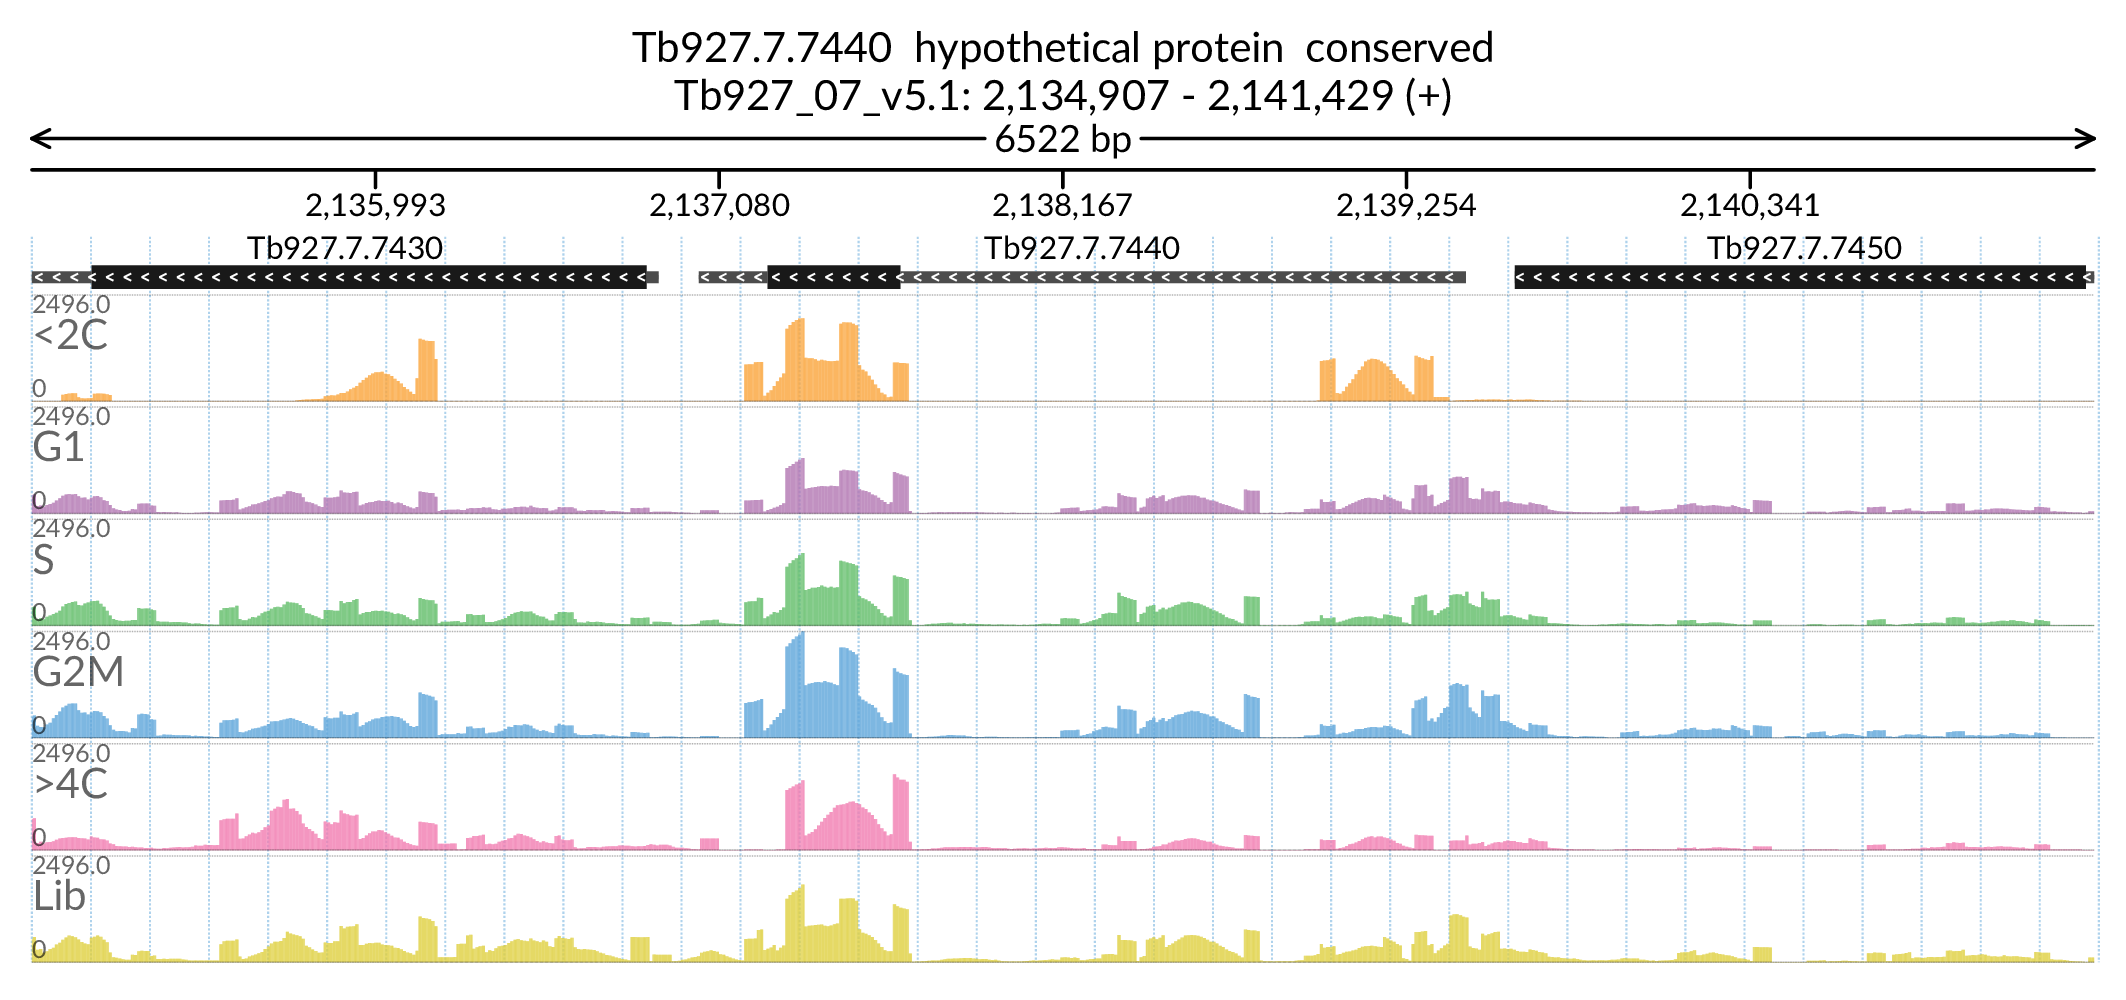 Tb927.7.7440  hypothetical protein  conserved
Tb927_07_v5.1: 2,134,907 - 2,141,429 (+)
6522 bp
2,135,993 2,137,080 2,138,167 2,139,254 2,140,341
Tb927.7.7430 Tb927.7.7440 Tb927.7.7450
2496.0
<2C
0
2496.0
G1
0
2496.0
S
0
2496.0
G2M
0
2496.0
>4C
0
2496.0
Lib
0